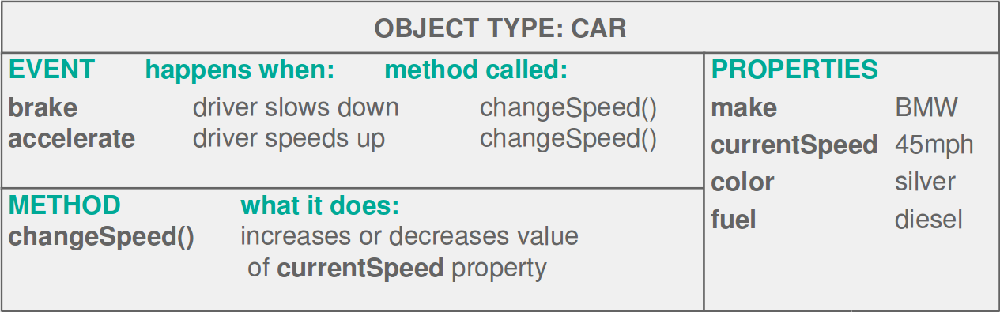 OBJECT TYPE: CAR
EVENT happens when: method called:
brake driver slows down changeSpeed()
accelerate driver speeds up changeSpeed()
METHOD what it does:
changeSpeed() increases or decreases value
of currentSpeed property
PROPERTIES
make BMW
currentSpeed 45mph
color silver
fuel diesel